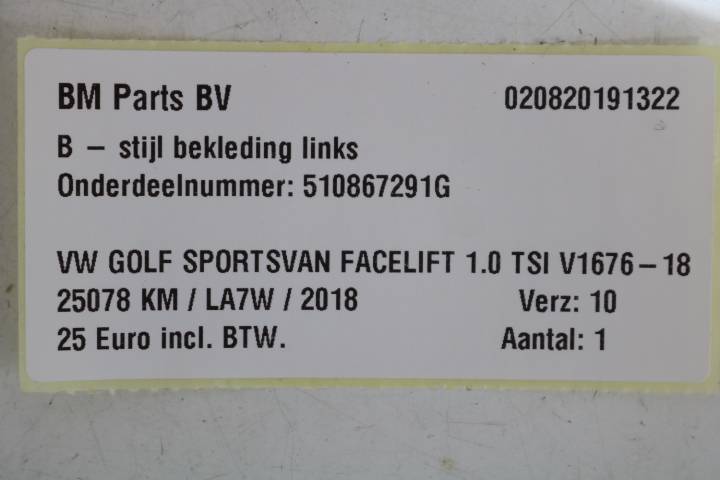 BM Parts BV 020820191322
B – stijl bekleding links
Onderdeelnummer: 510867291G
VW GOLF SPORTSVAN FACELIFT 1.0 TSI V1676–18
25078 KM / LA7W / 2018 Verz: 10
25 Euro incl. BTW. Aantal: 1